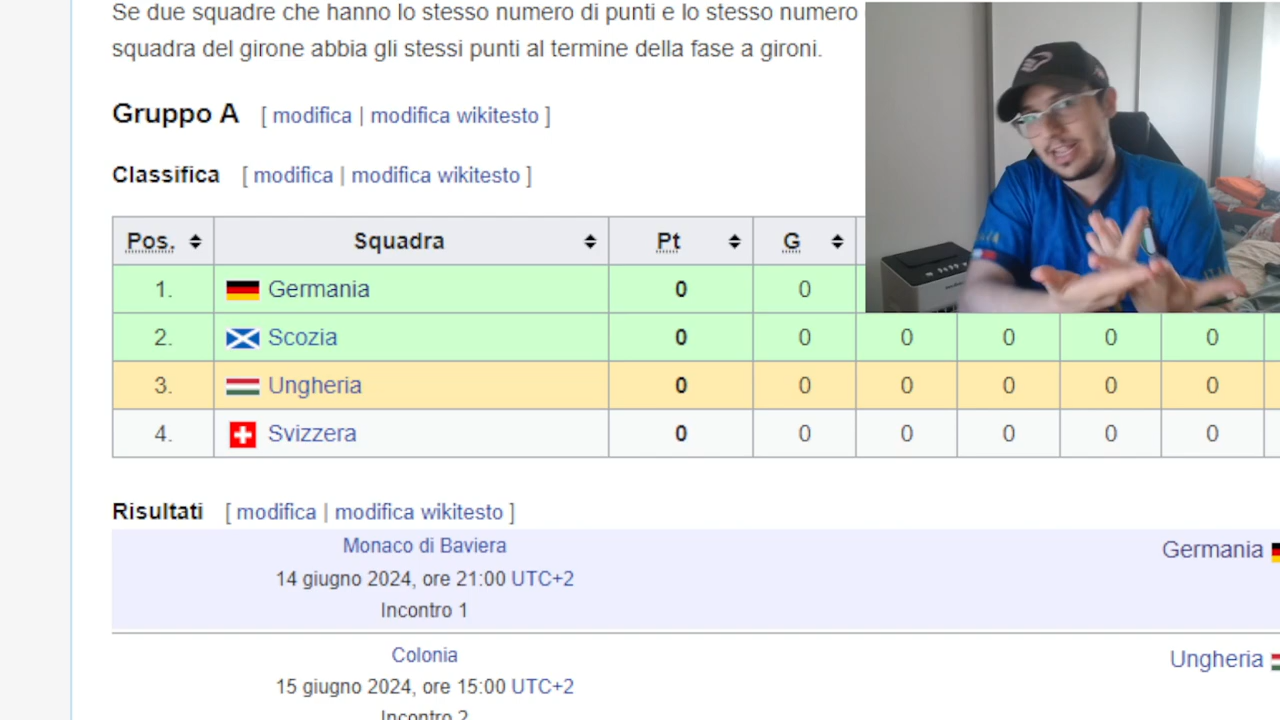 Se due squadre che hanno lo stesso numero di punti e lo stesso numero
squadra del girone abbia gli stessi punti al termine della fase a gironi.
Gruppo A [ modifica | modifica wikitesto ]
Classifica [ modifica | modifica wikitesto ]
Pos. Squadra Pt G
1. Germania 0 0
2. Scozia 0 0 0 0 0 0
3. Ungheria 0 0 0 0 0 0
4. Svizzera 0 0 0 0 0 0
Risultati [ modifica | modifica wikitesto ]
Monaco di Baviera
Germania
14 giugno 2024, ore 21:00 UTC+2
Incontro 1
Colonia
Ungheria
15 giugno 2024, ore 15:00 UTC+2
Incontro 2